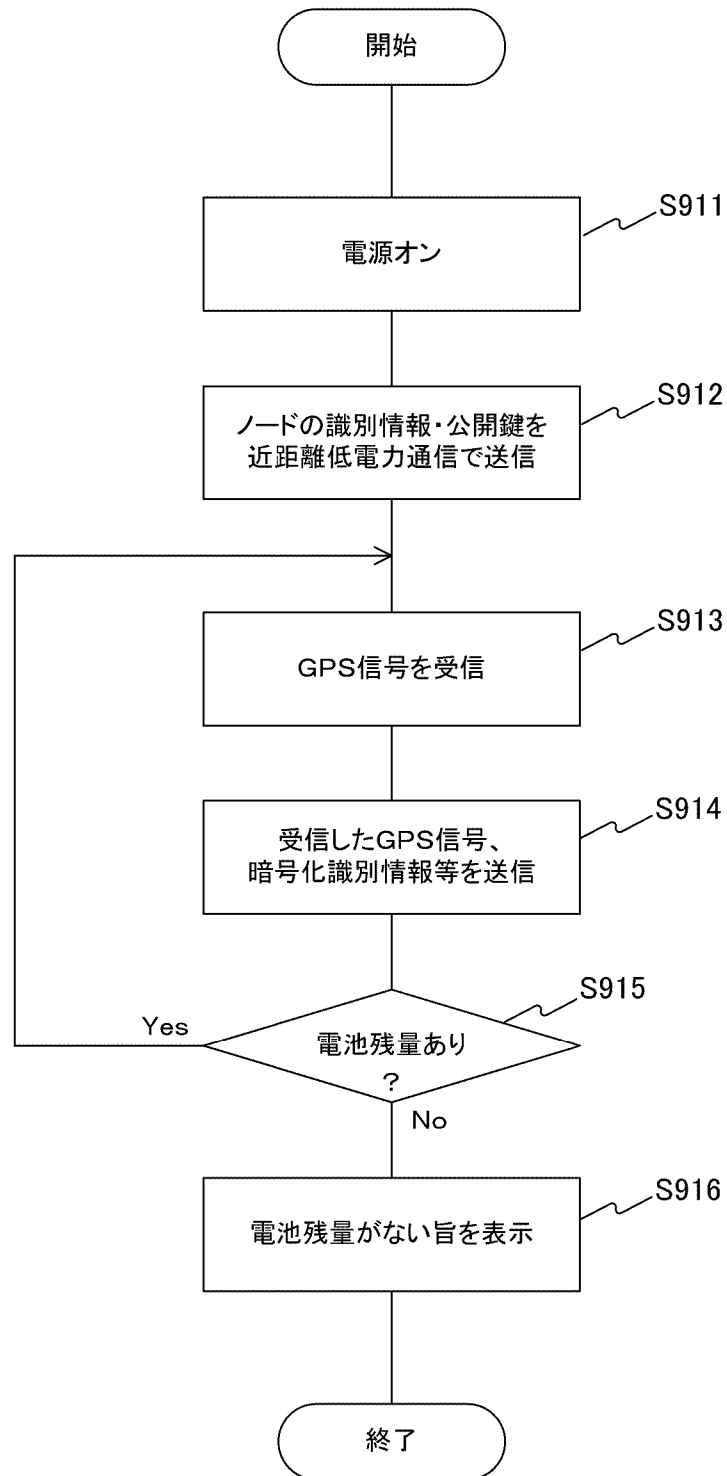 開始
S911
電源オン
S912
ノードの識別情報・公開鍵を
近距離低電力通信で送信
S913
GPS信号を受信
S914
受信したGPS信号、
暗号化識別情報等を送信
S915
電池残量あり
?
Yes
No
S916
電池残量がない旨を表示
終了